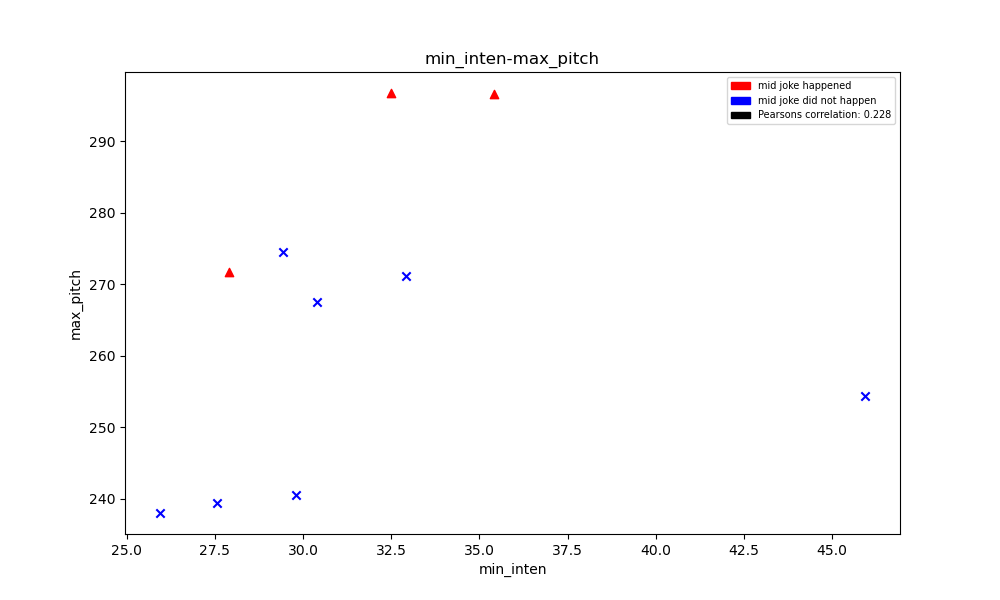 min_inten-max_pitch
mid joke happened
mid joke did not happen
Pearsons correlation: 0.228
max_pitch
290
280
270
260
250
240
25.0 27.5 30.0 32.5 35.0 37.5 40.0 42.5 45.0
min_inten